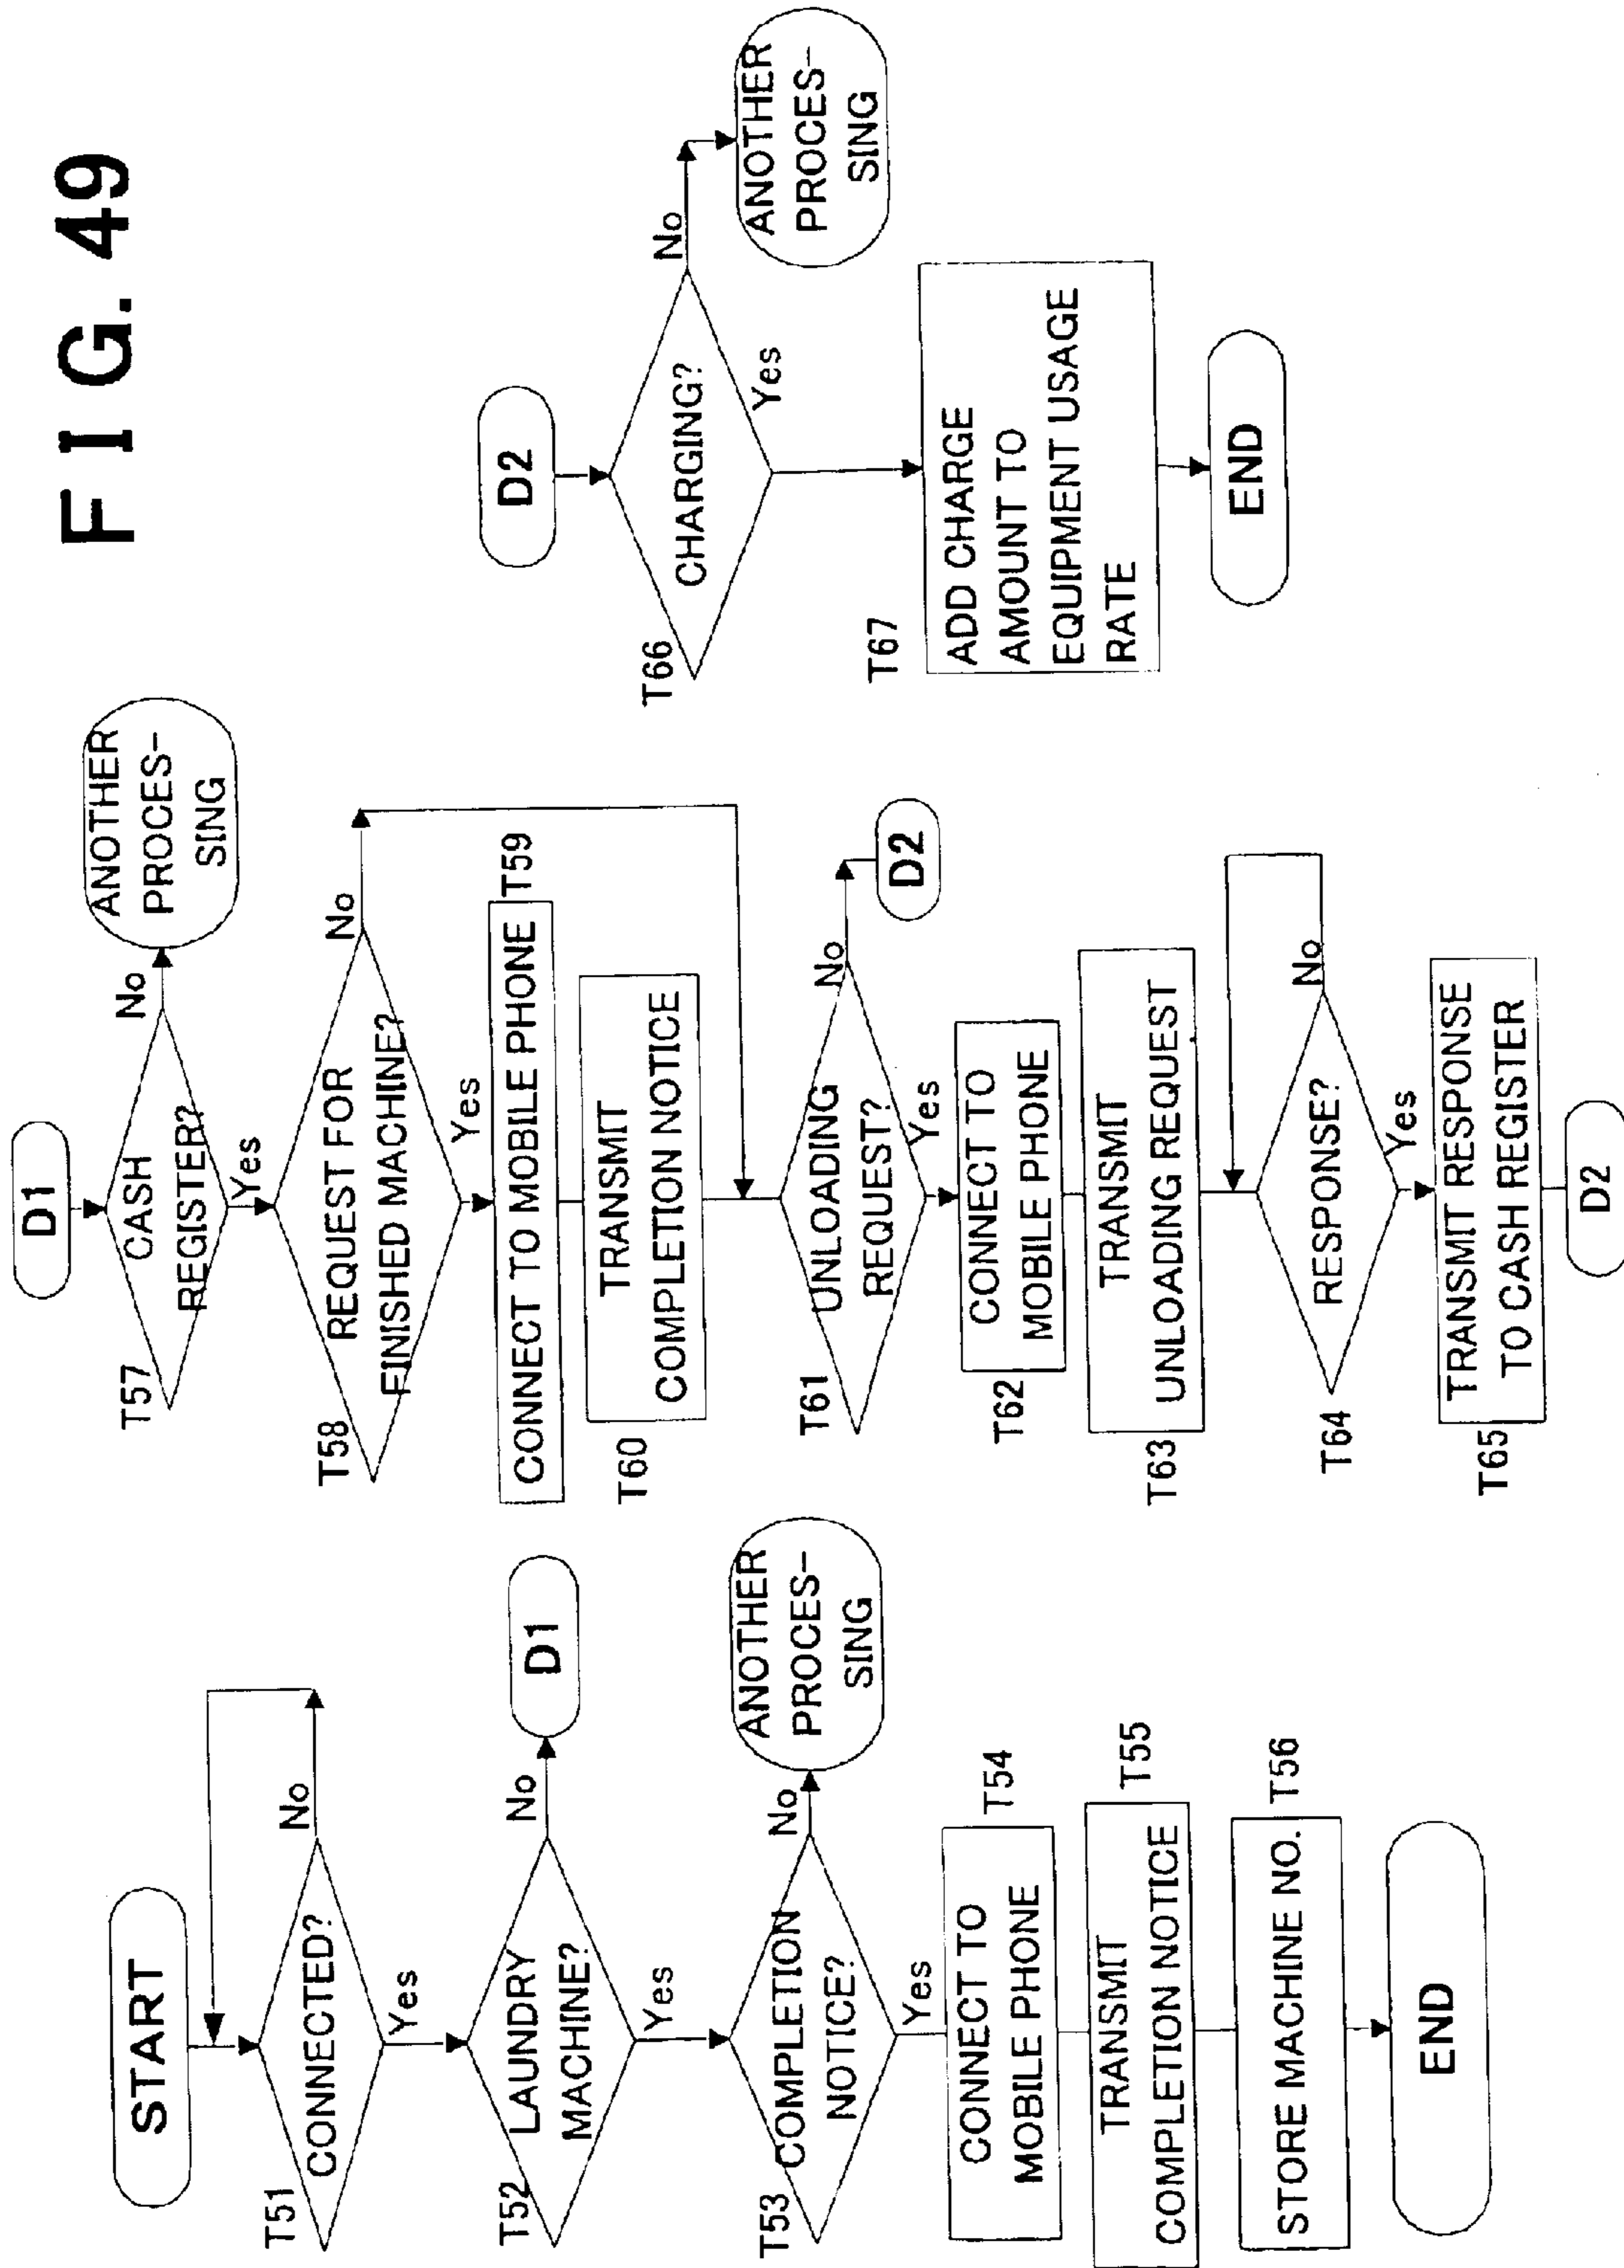 F I G. 49
START
T51
CONNECTED?
No
Yes
T52
LAUNDRY
MACHINE?
No
D1
Yes
T53
COMPLETION
NOTICE?
No
ANOTHER
PROCES-
SING
Yes
CONNECT TO
MOBILE PHONE
T54
TRANSMIT
COMPLETION NOTICE
T55
STORE MACHINE NO.
T56
END
D1
T57
CASH
REGISTER?
No
ANOTHER
PROCES-
SING
Yes
T58
REQUEST FOR
FINISHED MACHINE?
No
Yes
CONNECT TO MOBILE PHONE
T59
T60
TRANSMIT
COMPLETION NOTICE
T61
UNLOADING
REQUEST?
No
D2
Yes
T62
CONNECT TO
MOBILE PHONE
T63
TRANSMIT
UNLOADING REQUEST
T64
RESPONSE?
No
Yes
T65
TRANSMIT RESPONSE
TO CASH REGISTER
D2
D2
T66
CHARGING?
No
ANOTHER
PROCES-
SING
Yes
T67
ADD CHARGE
AMOUNT TO
EQUIPMENT USAGE
RATE
END